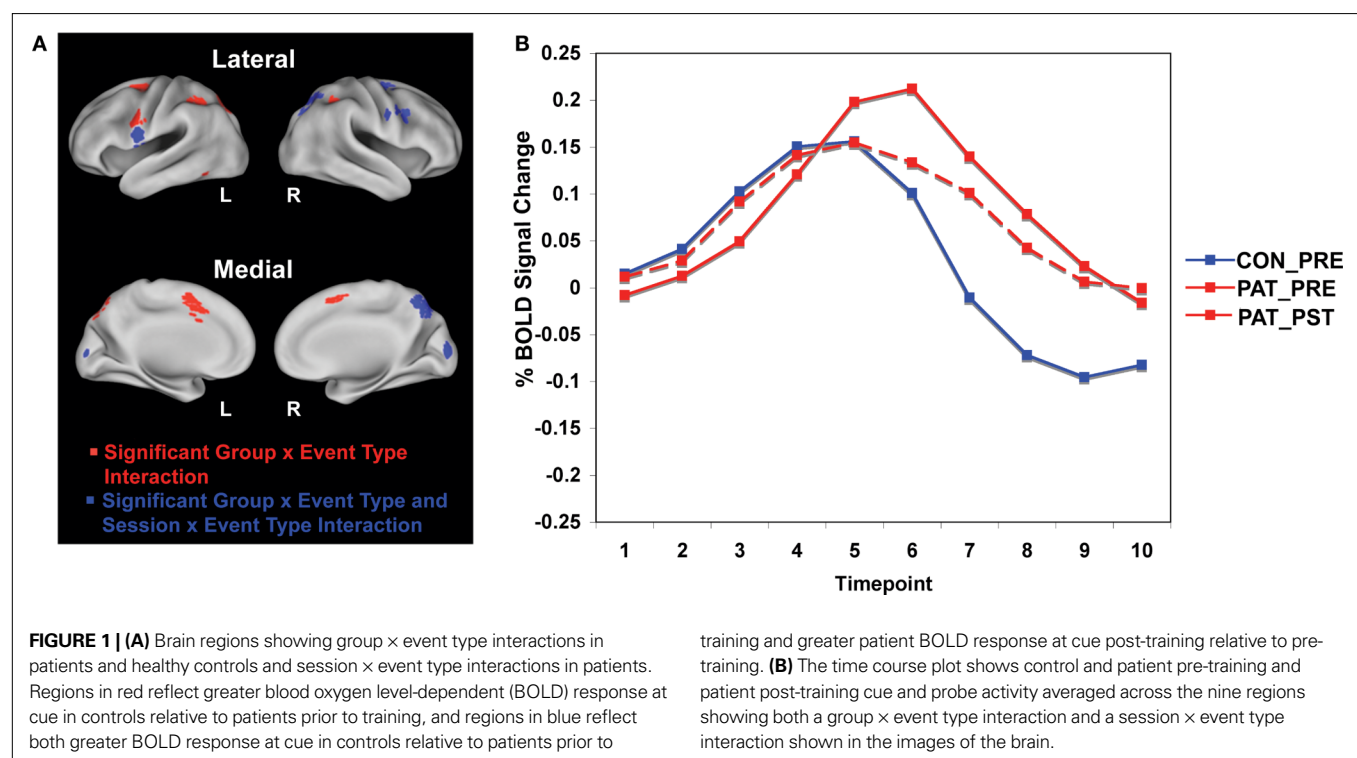 A
Lateral
L R
Medial
L R
Significant Group x Event Type
Interaction
Significant Group x Event Type and
Session x Event Type Interaction
B
% BOLD Signal Change
0.25
0.2
0.15
0.1
0.05
0
-0.05
-0.1
-0.15
-0.2
-0.25
1 2 3 4 5 6 7 8 9 10
Timepoint
CON_PRE
PAT_PRE
PAT_PST
FIGURE 1 | (A) Brain regions showing group × event type interactions in
patients and healthy controls and session × event type interactions in patients.
Regions in red reflect greater blood oxygen level-dependent (BOLD) response at
cue in controls relative to patients prior to training, and regions in blue reflect
both greater BOLD response at cue in controls relative to patients prior to
training and greater patient BOLD response at cue post-training relative to pre-
training. (B) The time course plot shows control and patient pre-training and
patient post-training cue and probe activity averaged across the nine regions
showing both a group × event type interaction and a session × event type
interaction shown in the images of the brain.